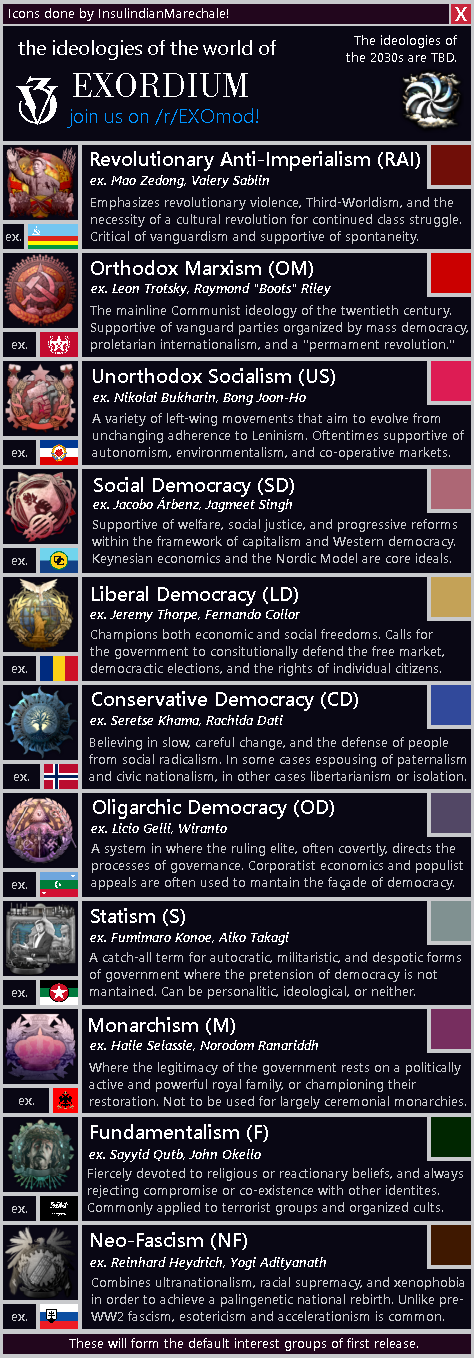 Icons done by InsulindianMarechale!
X
the ideologies of the world of
EXORDIUM
join us on /r/EXOmod!
The ideologies of
the 2030s are TBD.
Revolutionary Anti-Imperialism (RAI)
ex. Mao Zedong, Valery Sablin
Emphasizes revolutionary violence, Third-Worldism, and the
necessity of a cultural revolution for continued class struggle.
Critical of vanguardism and supportive of spontaneity.
ex.
Orthodox Marxism (OM)
ex. Leon Trotsky, Raymond "Boots" Riley
The mainline Communist ideology of the twentieth century.
Supportive of vanguard parties organized by mass democracy,
proletarian internationalism, and a "permament revolution."
ex.
Unorthodox Socialism (US)
ex. Nikolai Bukharin, Bong Joon-Ho
A variety of left-wing movements that aim to evolve from
unchanging adherence to Leninism. Oftentimes supportive of
autonomism, environmentalism, and co-operative markets.
ex.
Social Democracy (SD)
ex. Jacobo Árbenz, Jagmeet Singh
Supportive of welfare, social justice, and progressive reforms
within the framework of capitalism and Western democracy.
Keynesian economics and the Nordic Model are core ideals.
ex.
Liberal Democracy (LD)
ex. Jeremy Thorpe, Fernando Collor
Champions both economic and social freedoms. Calls for
the government to consitutionally defend the free market,
democractic elections, and the rights of individual citizens.
ex.
Conservative Democracy (CD)
ex. Seretse Khama, Rachida Dati
Believing in slow, careful change, and the defense of people
from social radicalism. In some cases espousing of paternalism
and civic nationalism, in other cases libertarianism or isolation.
ex.
Oligarchic Democracy (OD)
ex. Licio Gelli, Wiranto
A system in where the ruling elite, often covertly, directs the
processes of governance. Corporatist economics and populist
appeals are often used to mantain the façade of democracy.
ex.
Statism (S)
ex. Fumimaro Konoe, Aiko Takagi
A catch-all term for autocratic, militaristic, and despotic forms
of government where the pretension of democracy is not
mantained. Can be personalitic, ideological, or neither.
ex.
Monarchism (M)
ex. Haile Selassie, Norodom Ranariddh
Where the legitimacy of the government rests on a politically
active and powerful royal family, or championing their
restoration. Not to be used for largely ceremonial monarchies.
ex.
Fundamentalism (F)
ex. Sayyid Qutb, John Okello
Fiercely devoted to religious or reactionary beliefs, and always
rejecting compromise or co-existence with other identities.
Commonly applied to terrorist groups and organized cults.
ex.
Neo-Fascism (NF)
ex. Reinhard Heydrich, Yogi Adityanath
Combines ultranationalism, racial supremacy, and xenophobia
in order to achieve a palingenetic national rebirth. Unlike pre-
WW2 fascism, esotericism and accelerationism is common.
ex.
These will form the default interest groups of first release.